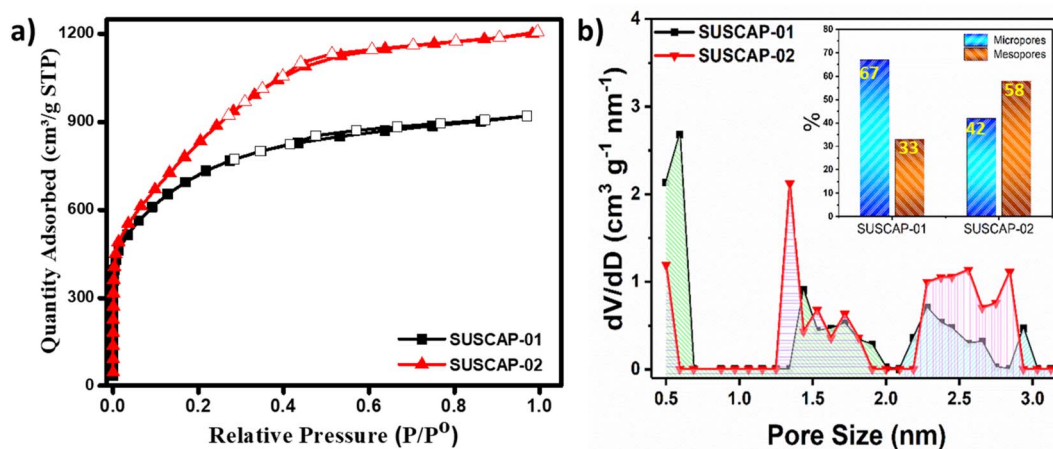 a)
Quantity Adsorbed (cm³/g STP)
1200
900
600
300
0
SUSCAP-01
SUSCAP-02
0.0 0.2 0.4 0.6 0.8 1.0
Relative Pressure (P/P⁰)
b)
dV/dD (cm³ g⁻¹ nm⁻¹)
4
3
2
1
0
SUSCAP-01
SUSCAP-02
0.5 1.0 1.5 2.0 2.5 3.0
Pore Size (nm)
%
80
70
60
50
40
30
20
10
0
Micropores
Mesopores
67
33
42
58
SUSCAP-01 SUSCAP-02